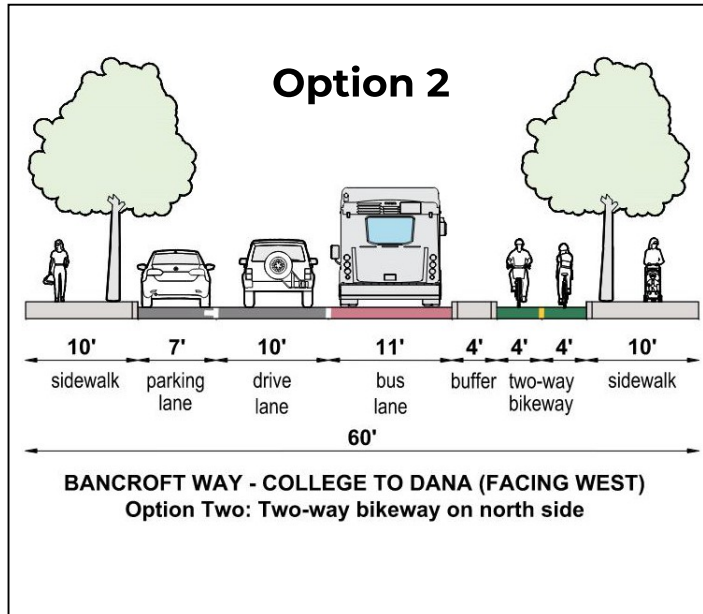 Option 2
10' 7' 10' 11' 4' 4' 4' 10'
sidewalk parking lane drive lane bus lane buffer two-way bikeway sidewalk
60'
BANCROFT WAY - COLLEGE TO DANA (FACING WEST)
Option Two: Two-way bikeway on north side